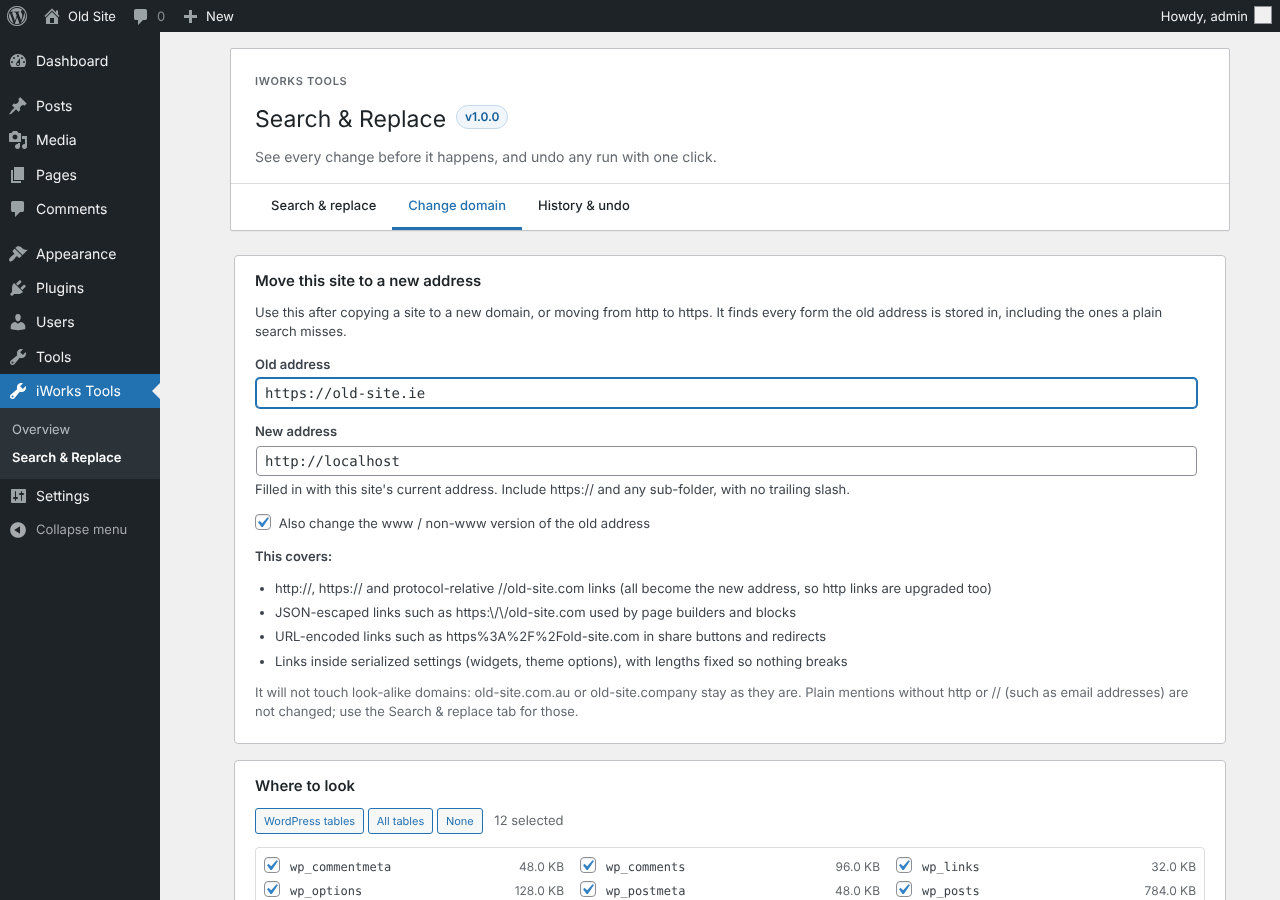 Old Site 0 New Howdy, admin
Dashboard
Posts
Media
Pages
Comments
Appearance
Plugins
Users
Tools
iWorks Tools
Overview
Search & Replace
Settings
Collapse menu
IWORKS TOOLS
Search & Replace v1.0.0
See every change before it happens, and undo any run with one click.
Search & replace Change domain History & undo
Move this site to a new address
Use this after copying a site to a new domain, or moving from http to https. It finds every form the old address is stored in, including the ones a plain
search misses.
Old address
https://old-site.ie
New address
http://localhost
Filled in with this site's current address. Include https:// and any sub-folder, with no trailing slash.
Also change the www / non-www version of the old address
This covers:
• http://, https:// and protocol-relative //old-site.com links (all become the new address, so http links are upgraded too)
• JSON-escaped links such as https:\/\/old-site.com used by page builders and blocks
• URL-encoded links such as https%3A%2F%2Fold-site.com in share buttons and redirects
• Links inside serialized settings (widgets, theme options), with lengths fixed so nothing breaks
It will not touch look-alike domains: old-site.com.au or old-site.company stay as they are. Plain mentions without http or // (such as email addresses) are
not changed; use the Search & replace tab for those.
Where to look
WordPress tables All tables None 12 selected
wp_commentmeta 48.0 KB wp_comments 96.0 KB wp_links 32.0 KB
wp_options 128.0 KB wp_postmeta 48.0 KB wp_posts 784.0 KB